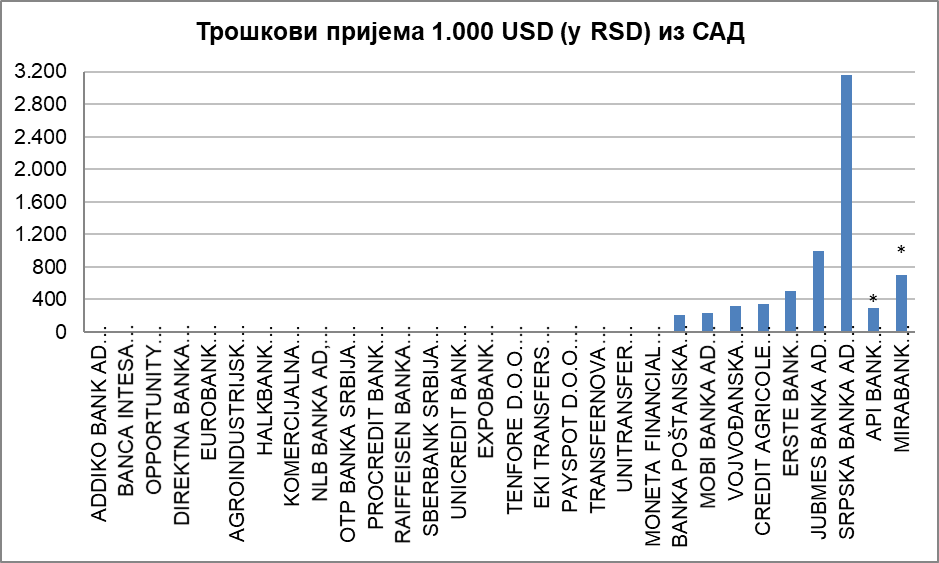 Трошкови пријема 1.000 USD (у RSD) из САД
3.200
2.800
2.400
2.000
1.600
1.200
800
400
0
*
*
ADDIKO BANK AD…
BANCA INTESA…
OPPORTUNITY…
DIREKTNA BANKA…
EUROBANK…
AGROINDUSTRIJSK…
HALKBANK…
KOMERCIJALNA…
NLB BANKA AD,…
OTP BANKA SRBIJA…
PROCREDIT BANK…
RAIFFEISEN BANKA…
SBERBANK SRBIJA…
UNICREDIT BANK…
EXPOBANK…
TENFORE D.O.O.…
EKI TRANSFERS…
PAYSPOT D.O.O.…
TRANSFERNOVA…
UNITRANSFER…
MONETA FINANCIAL…
BANKA POŠTANSKA…
MOBI BANKA AD…
VOJVOĐANSKA…
CREDIT AGRICOLE…
ERSTE BANK…
JUBMES BANKA AD…
SRPSKA BANKA AD…
API BANK…
MIRABANK…